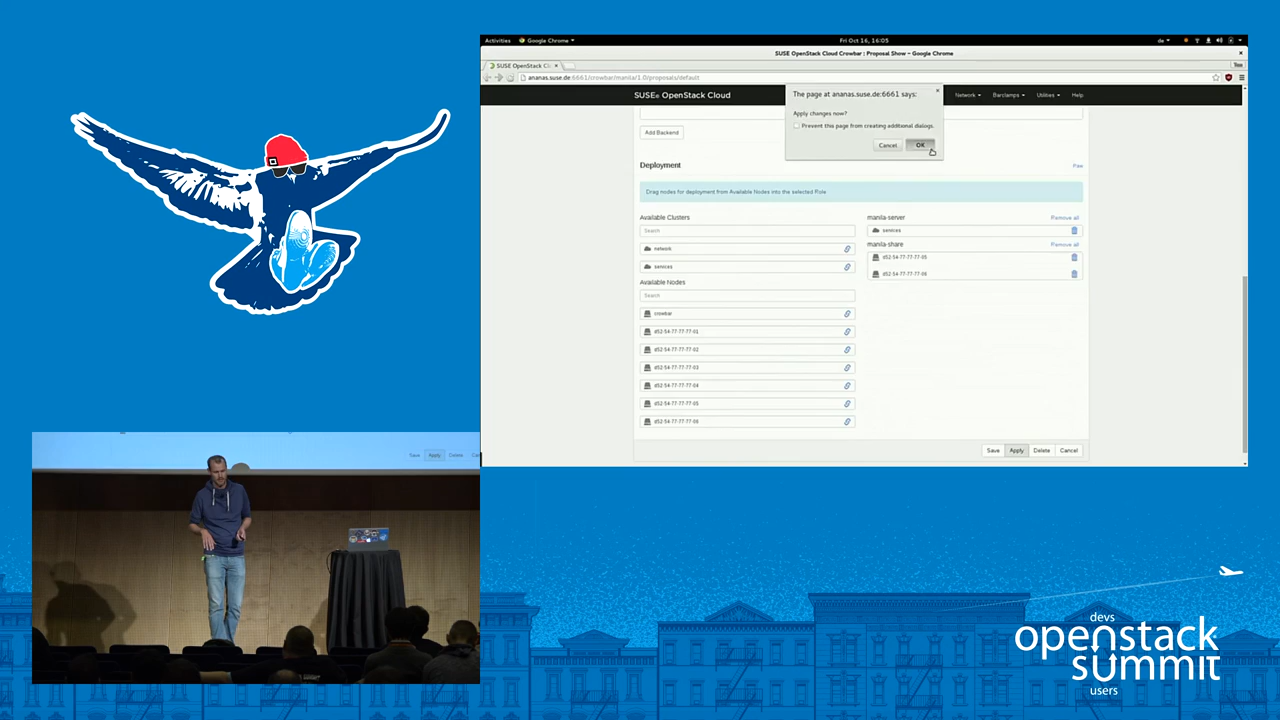 Activities Google Chrome Fri Oct 16, 16:05 de
SUSE OpenStack Cloud Crowbar : Proposal Show – Google Chrome
SUSE OpenStack Cl
ananas.suse.de:6661/crowbar/manila/1.0/proposals/default
SUSE® OpenStack Cloud
Network Barclamps Utilities Help
The page at ananas.suse.de:6661 says:
Apply changes now?
Prevent this page from creating additional dialogs.
Cancel OK
Add Backend
Deployment
Drag nodes for deployment from Available Nodes into the selected Role
Available Clusters
Search
network
services
Available Nodes
Search
crowbar
d52-54-77-77-77-01
d52-54-77-77-77-02
d52-54-77-77-77-03
d52-54-77-77-77-04
d52-54-77-77-77-05
d52-54-77-77-77-06
manila-server Remove all
services
manila-share Remove all
d52-54-77-77-77-05
d52-54-77-77-77-06
Save Apply Delete Cancel
Save Apply Delete
devs
openstack
summit
users